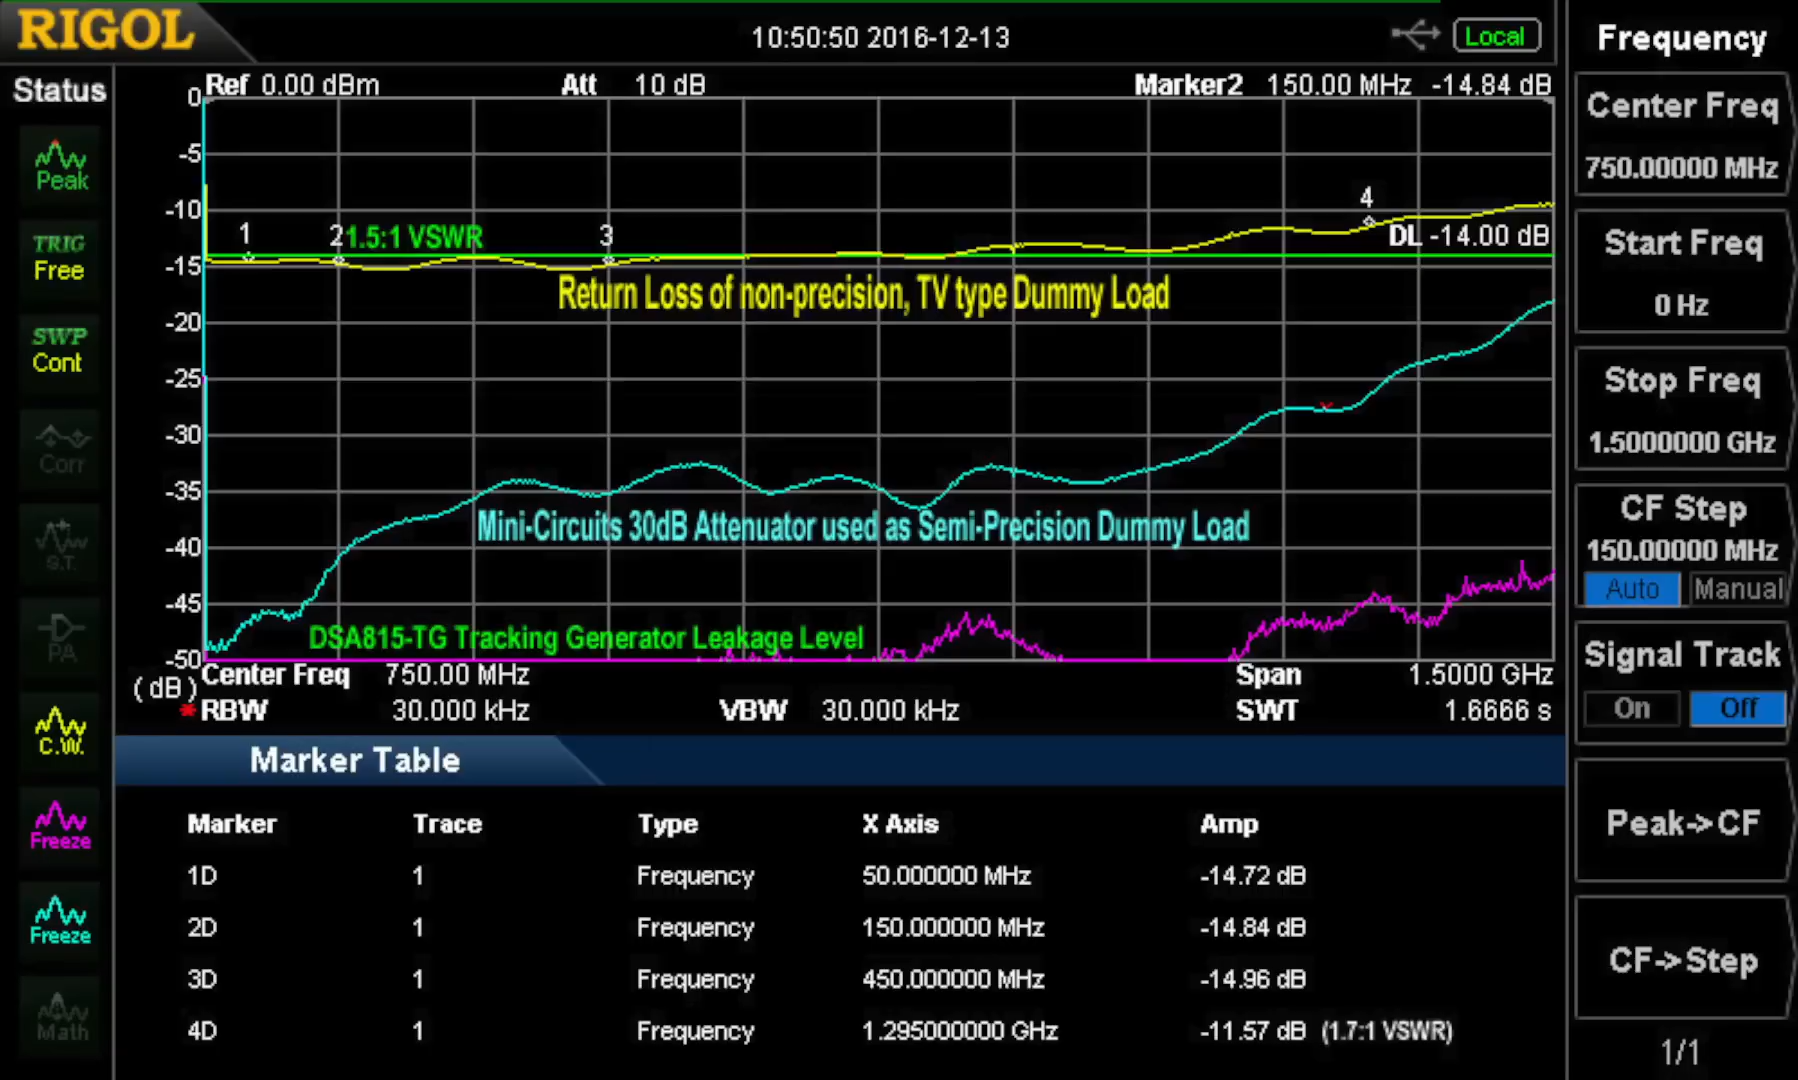 RIGOL
10:50:50 2016-12-13
Local
Frequency
Status
Ref 0.00 dBm
Att 10 dB
Marker2 150.00 MHz -14.84 dB
Center Freq
750.00000 MHz
Start Freq
0 Hz
Stop Freq
1.5000000 GHz
CF Step
150.00000 MHz
Auto Manual
Signal Track
On Off
Peak->CF
CF->Step
1/1
Peak
TRIG
Free
SWP
Cont
Corr
S.T.
PA
C.W.
Freeze
Freeze
Math
0
-5
-10
-15
-20
-25
-30
-35
-40
-45
-50
(dB)
1
2
1.5:1 VSWR
3
4
DL -14.00 dB
Return Loss of non-precision, TV type Dummy Load
Mini-Circuits 30dB Attenuator used as Semi-Precision Dummy Load
DSA815-TG Tracking Generator Leakage Level
Center Freq 750.00 MHz
Span 1.5000 GHz
*RBW 30.000 kHz
VBW 30.000 kHz
SWT 1.6666 s
Marker Table
Marker Trace Type X Axis Amp
1D 1 Frequency 50.000000 MHz -14.72 dB
2D 1 Frequency 150.000000 MHz -14.84 dB
3D 1 Frequency 450.000000 MHz -14.96 dB
4D 1 Frequency 1.295000000 GHz -11.57 dB (1.7:1 VSWR)